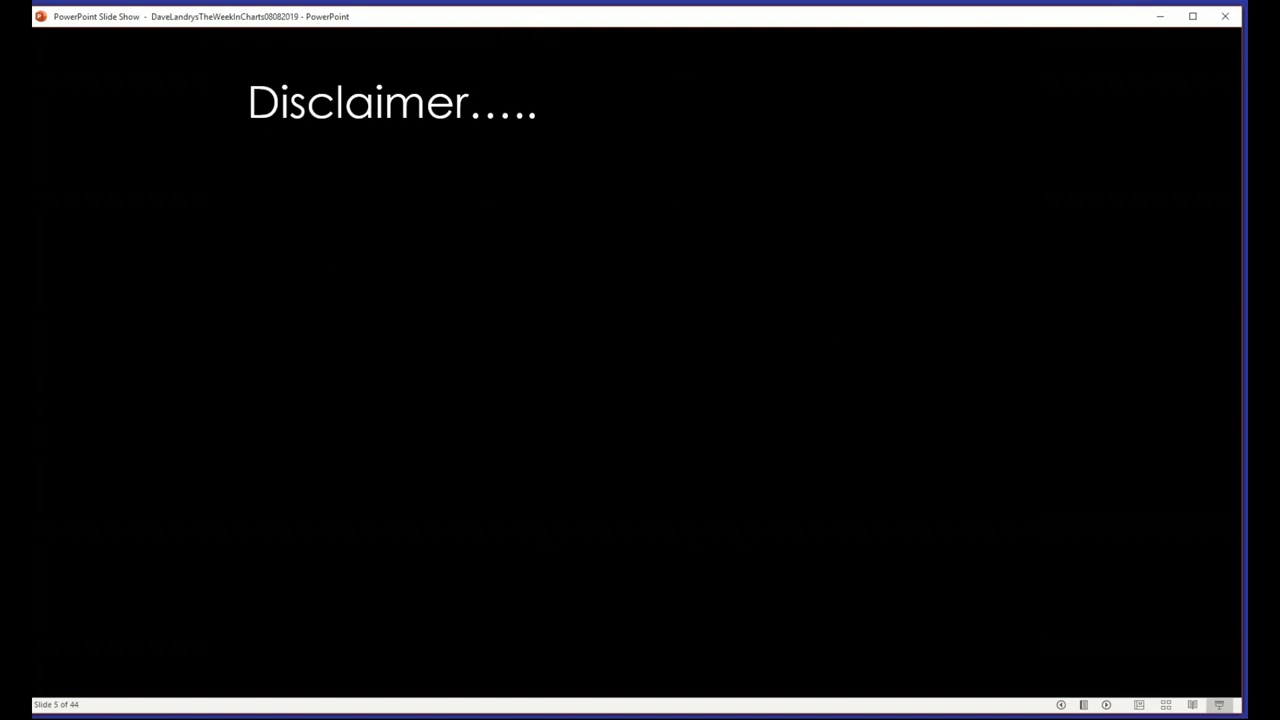 PowerPoint Slide Show - DaveLandrysTheWeekInCharts08082019 - PowerPoint
Disclaimer.....
Slide 5 of 44